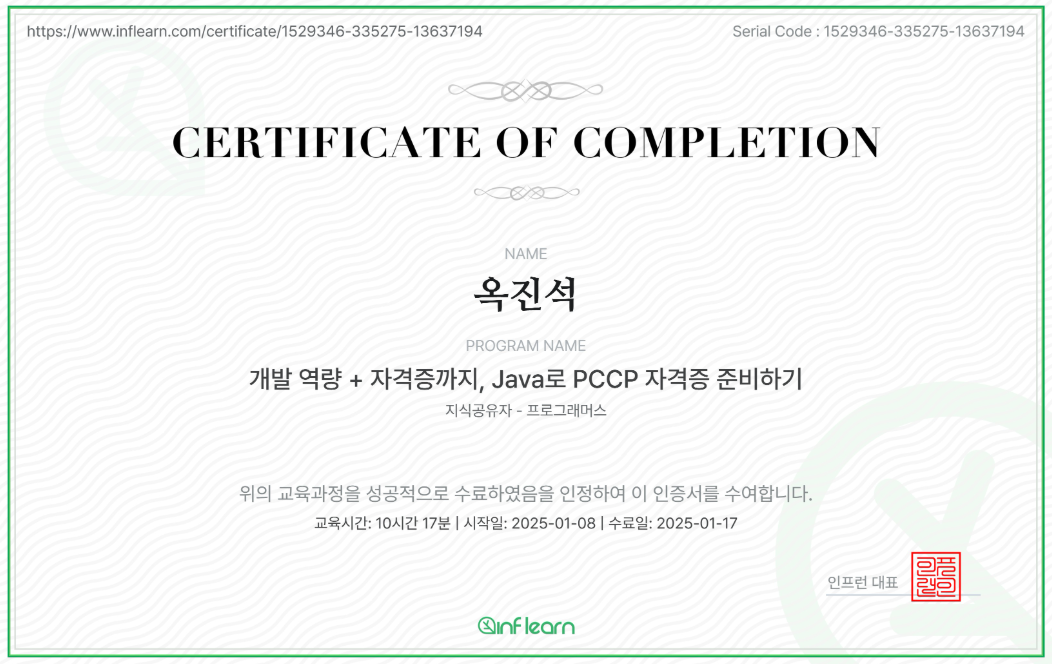 https://www.inflearn.com/certificate/1529346-335275-13637194
Serial Code : 1529346-335275-13637194
CERTIFICATE OF COMPLETION
NAME
옥진석
PROGRAM NAME
개발 역량 + 자격증까지, Java로 PCCP 자격증 준비하기
지식공유자 - 프로그래머스
위의 교육과정을 성공적으로 수료하였음을 인정하여 이 인증서를 수여합니다.
교육시간: 10시간 17분 | 시작일: 2025-01-08 | 수료일: 2025-01-17
인프런 대표
inflearn